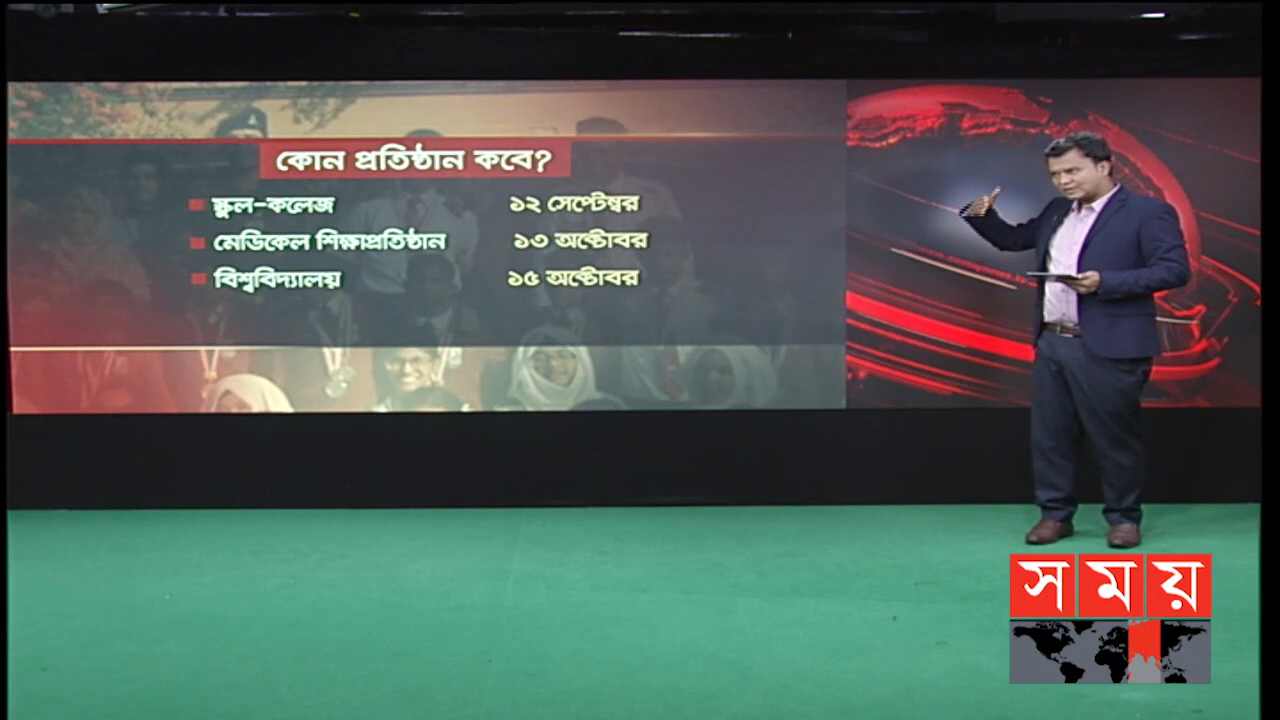 কোন প্রতিষ্ঠান কবে?
স্কুল-কলেজ ১২ সেপ্টেম্বর
মেডিকেল শিক্ষাপ্রতিষ্ঠান ১৩ অক্টোবর
বিশ্ববিদ্যালয় ১৫ অক্টোবর
সময়